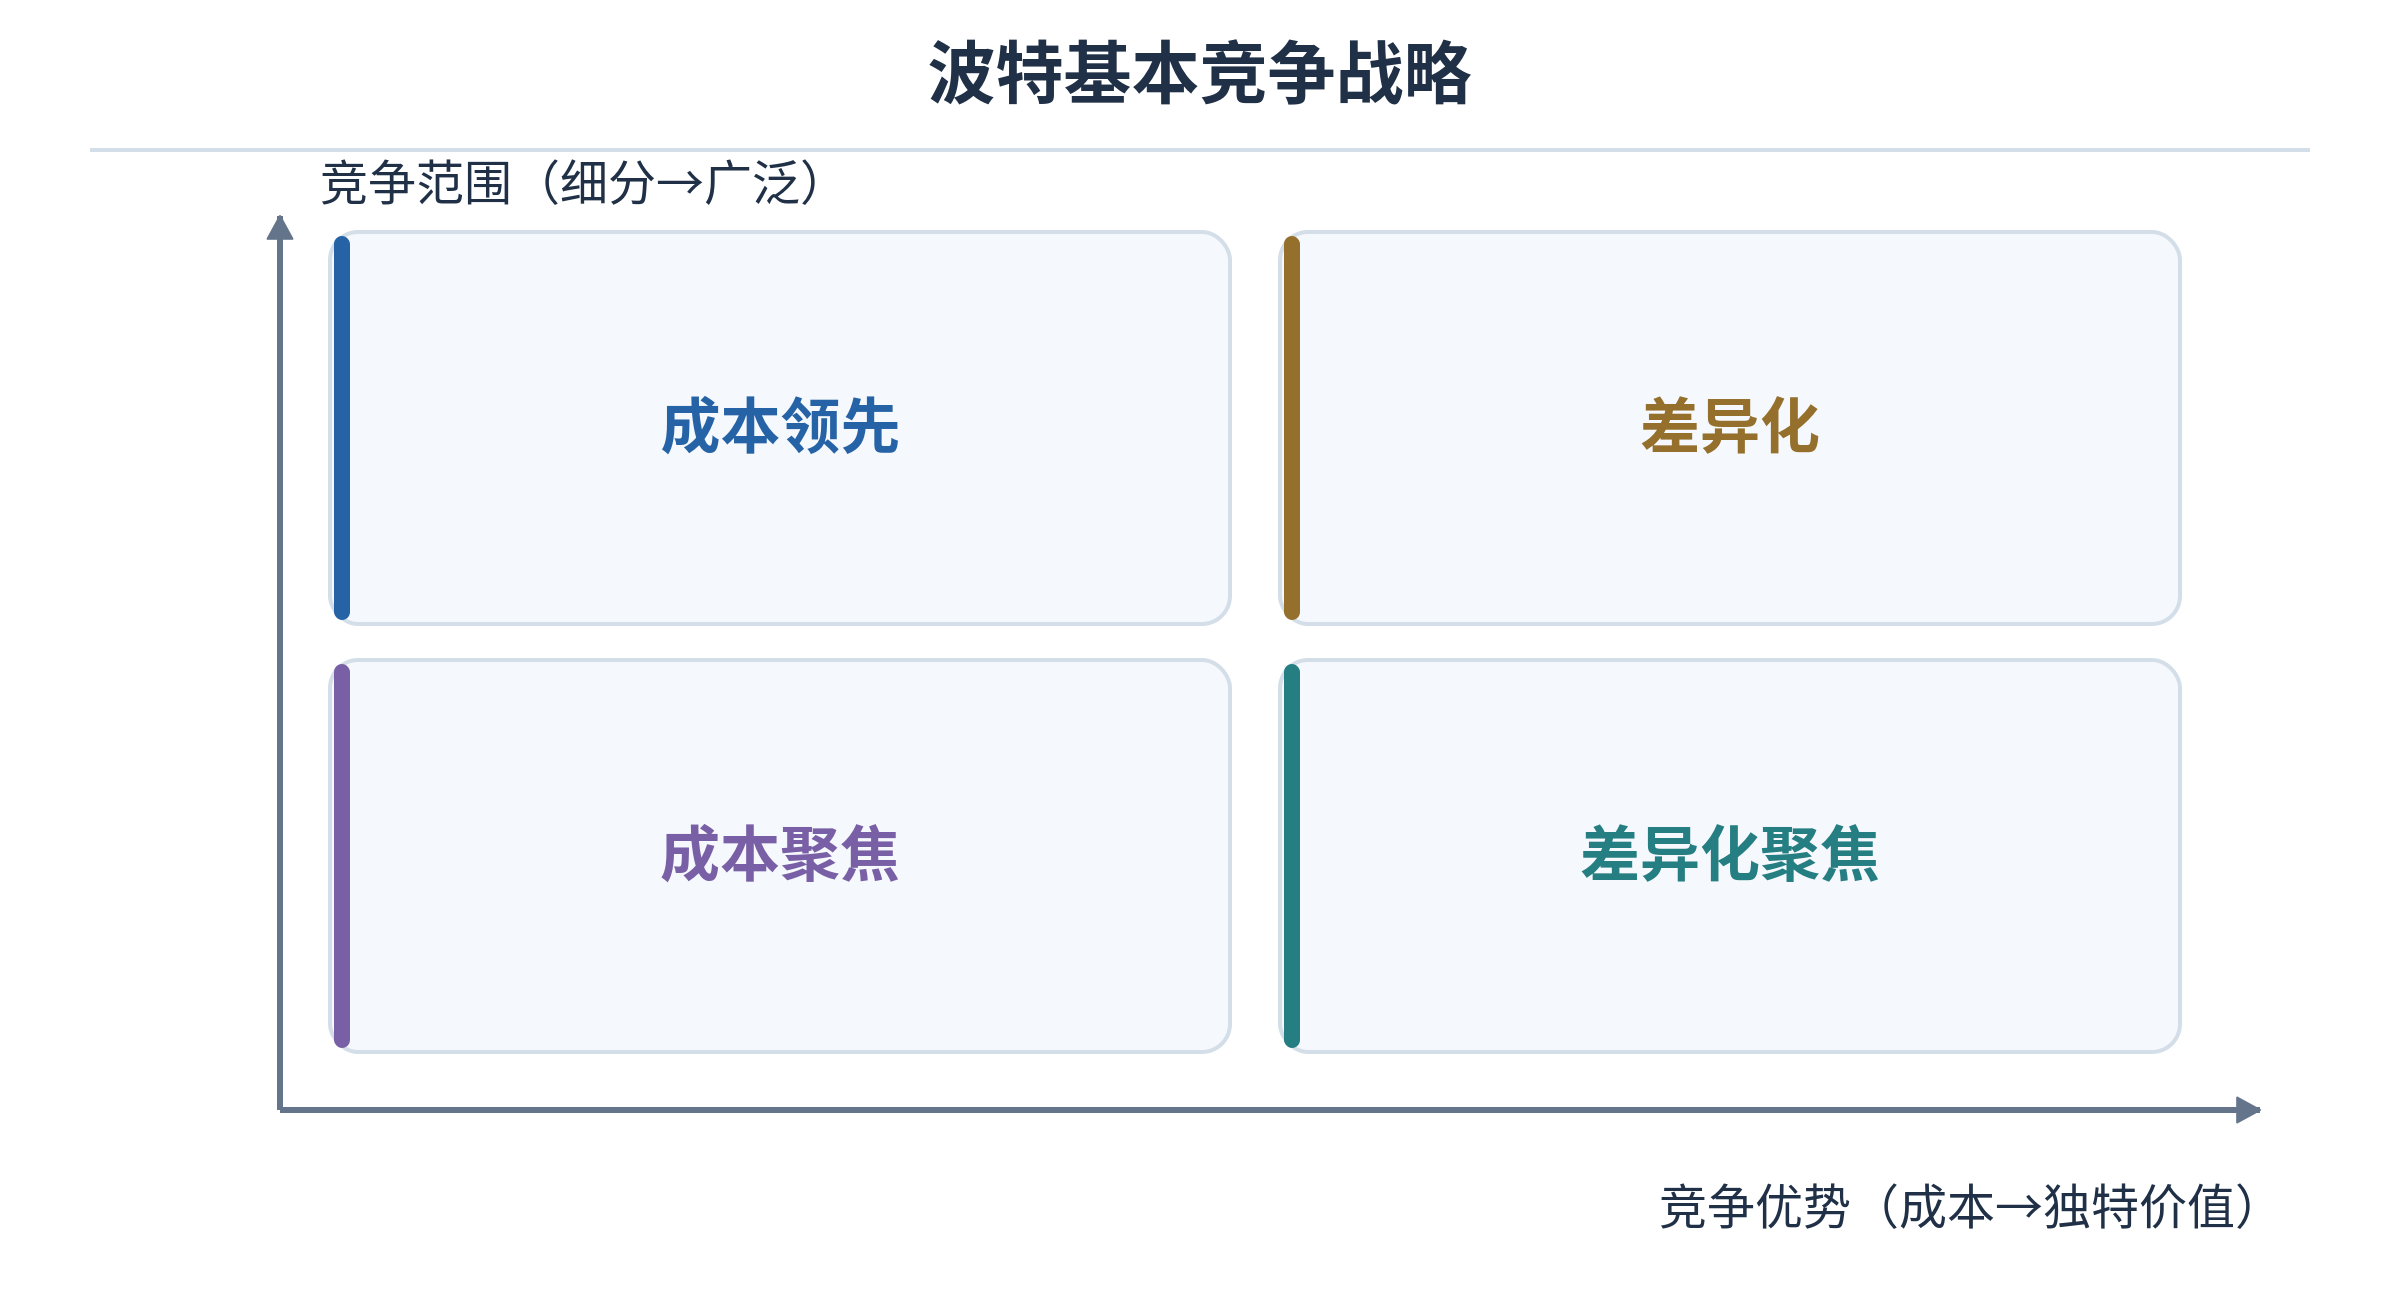 波特基本竞争战略
竞争范围（细分→广泛）
成本领先
差异化
成本聚焦
差异化聚焦
竞争优势（成本→独特价值）